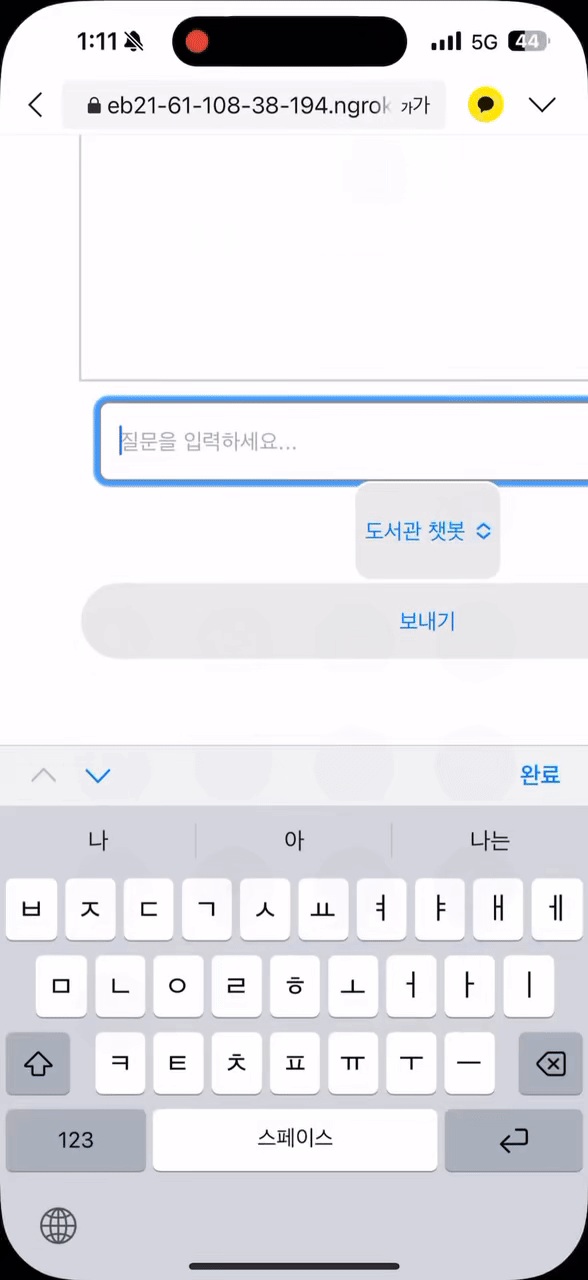 1:11 5G 44
eb21-61-108-38-194.ngrok 가가
질문을 입력하세요...
도서관 챗봇
보내기
완료
나 아 나는
ㅂ ㅈ ㄷ ㄱ ㅅ ㅛ ㅕ ㅑ ㅐ ㅔ
ㅁ ㄴ ㅇ ㄹ ㅎ ㅗ ㅓ ㅏ ㅣ
ㅋ ㅌ ㅊ ㅍ ㅠ ㅜ ㅡ
123 스페이스